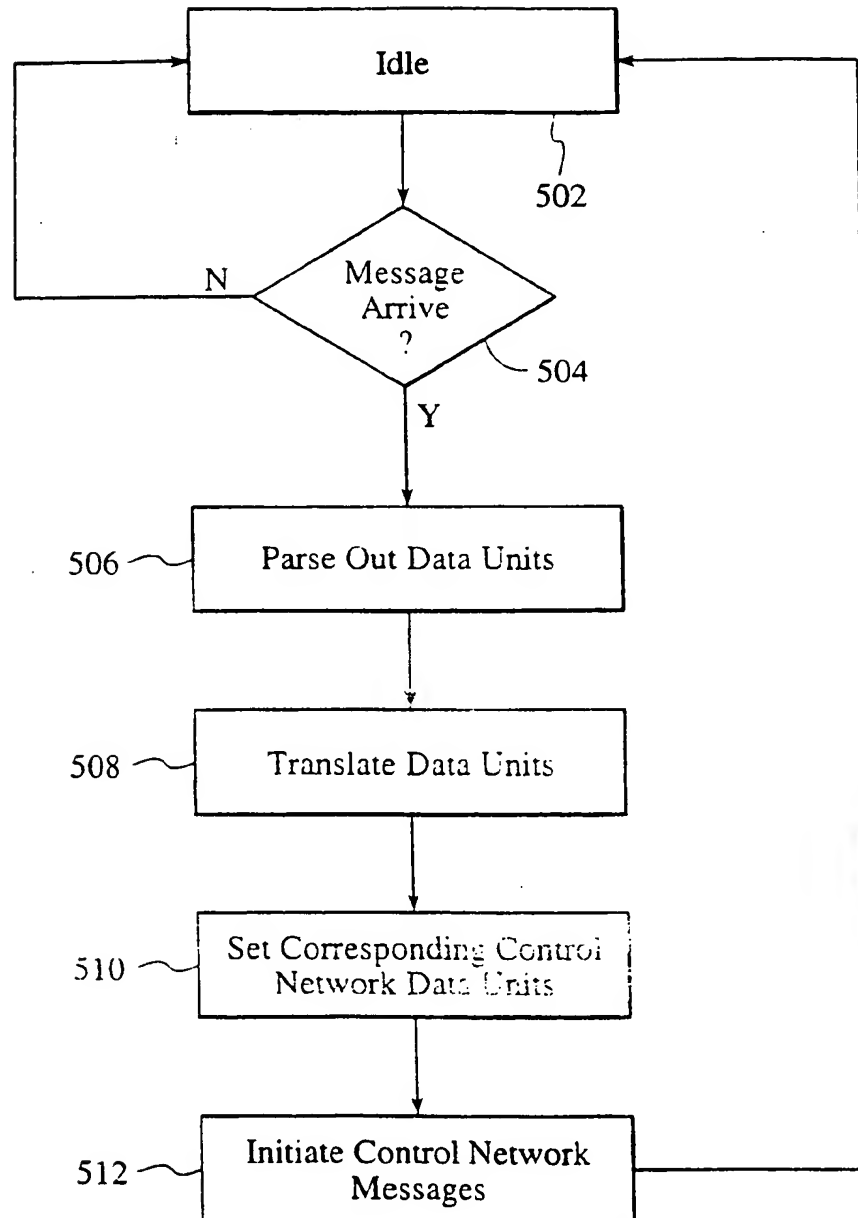 Idle
502
Message
Arrive
?
N
504
Y
506
Parse Out Data Units
508
Translate Data Units
510
Set Corresponding Control
Network Data Units
512
Initiate Control Network
Messages